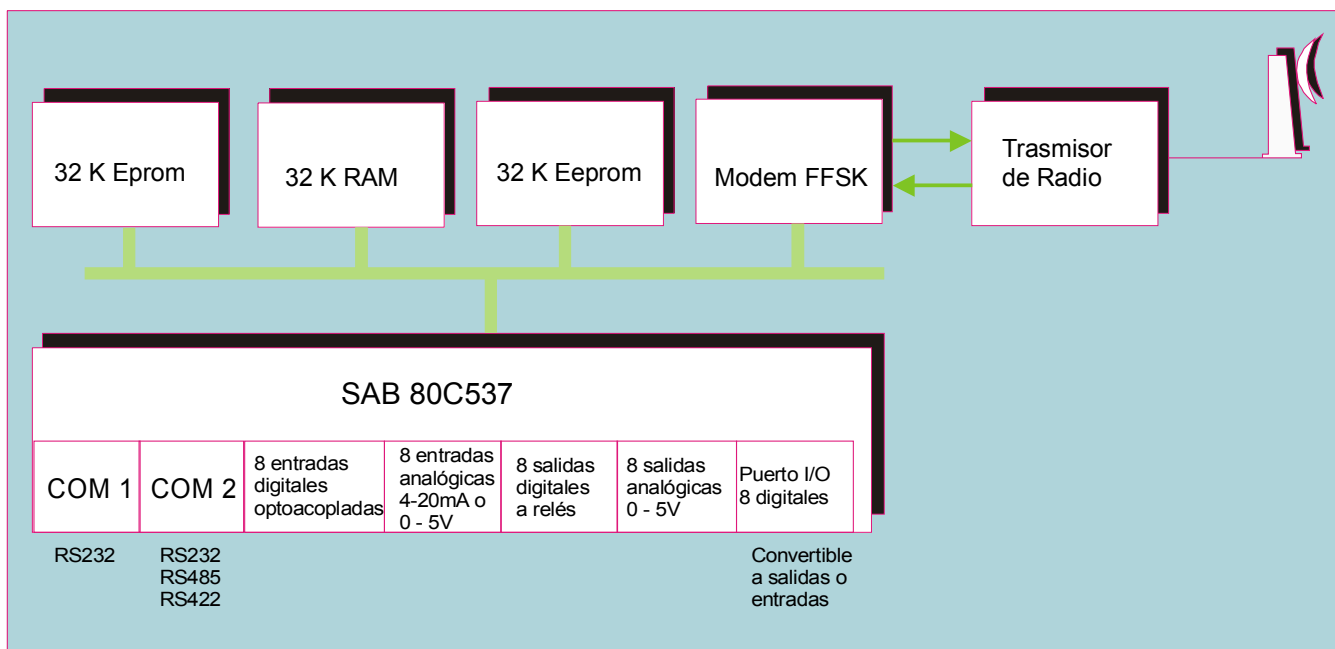 32 K Eprom
32 K RAM
32 K Eeprom
Modem FFSK
Trasmisor
de Radio
SAB 80C537
COM 1
COM 2
8 entradas
digitales
optoacopladas
8 entradas
analógicas
4-20mA o
0 - 5V
8 salidas
digitales
a relés
8 salidas
analógicas
0 - 5V
Puerto I/O
8 digitales
RS232
RS232
RS485
RS422
Convertible
a salidas o
entradas